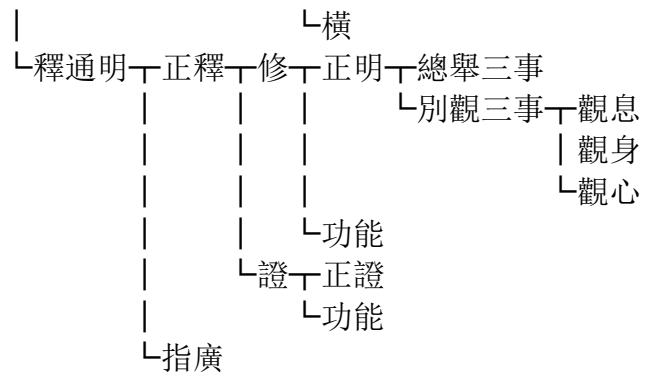 │　　　　　　　　└橫
└釋通明┬正釋┬修┬正明┬總舉三事
│　│　│　└別觀三事┬觀息
│　│　│　│觀身
│　│　│　└觀心
│　│　└功能
│　└證┬正證
│　└功能
└指廣